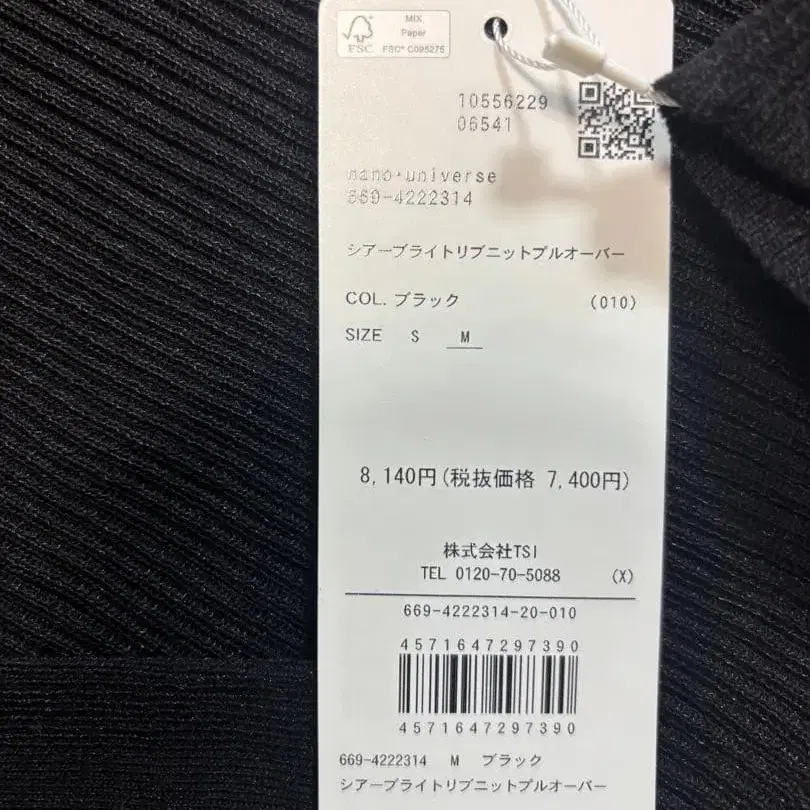 FSC
MIX
Paper
FSC® C095275
10556229
06541
nano・universe
669-4222314
シアーブライトリブニットプルオーバー
COL. ブラック (010)
SIZE S M
8,140円(税抜価格 7,400円)
株式会社TSI
TEL 0120-70-5088 (X)
669-4222314-20-010
4571647297390
4571647297390
669-4222314 M ブラック
シアーブライトリブニットプルオーバー